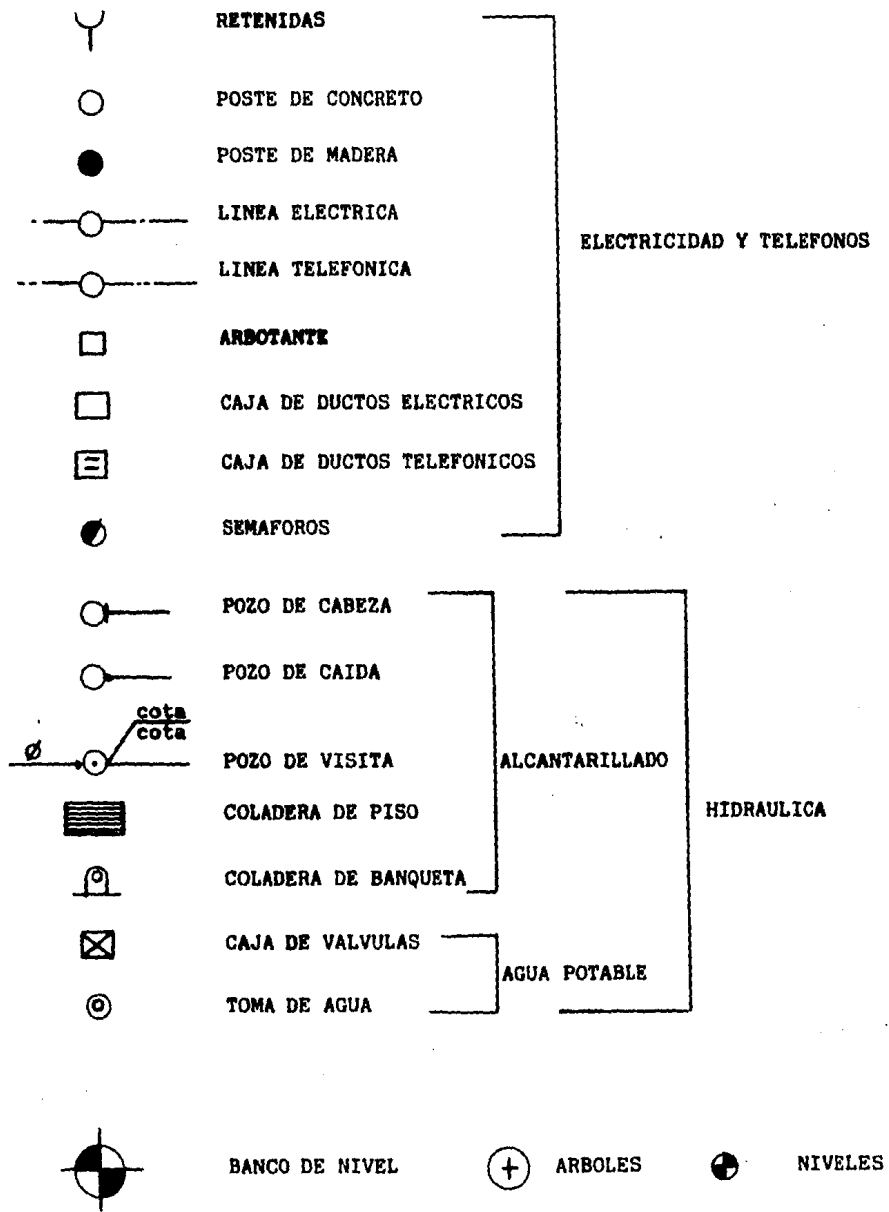 RETENIDAS
POSTE DE CONCRETO
POSTE DE MADERA
LINEA ELECTRICA
ELECTRICIDAD Y TELEFONOS
LINEA TELEFONICA
ARBOTANTE
CAJA DE DUCTOS ELECTRICOS
CAJA DE DUCTOS TELEFONICOS
SEMAFOROS
POZO DE CABEZA
POZO DE CAIDA
cota
cota
Ø
POZO DE VISITA
ALCANTARILLADO
COLADERA DE PISO
HIDRAULICA
COLADERA DE BANQUETA
CAJA DE VALVULAS
AGUA POTABLE
TOMA DE AGUA
BANCO DE NIVEL
ARBOLES
NIVELES